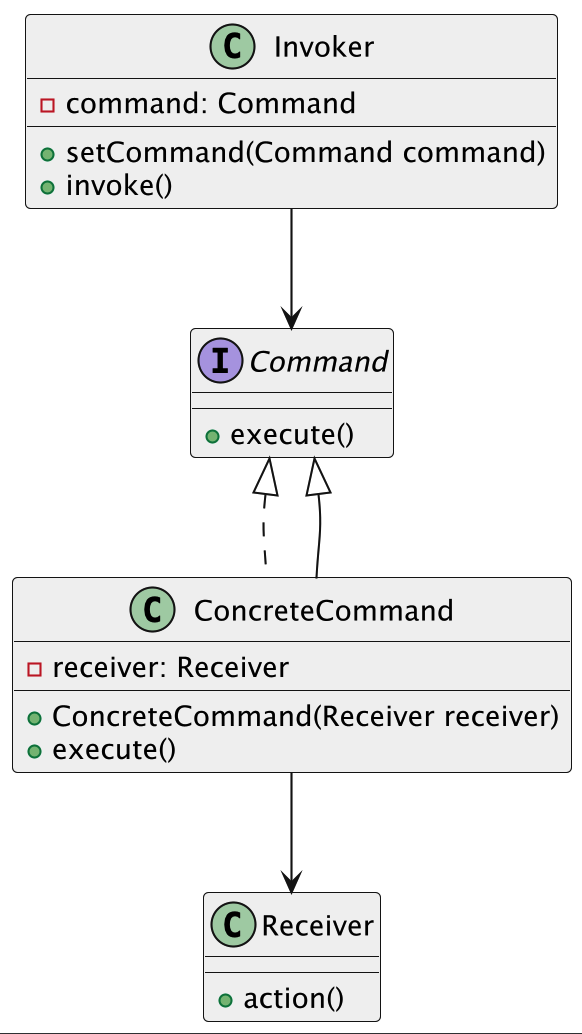 C Invoker
command: Command
setCommand(Command command)
invoke()
I Command
execute()
C ConcreteCommand
receiver: Receiver
ConcreteCommand(Receiver receiver)
execute()
C Receiver
action()